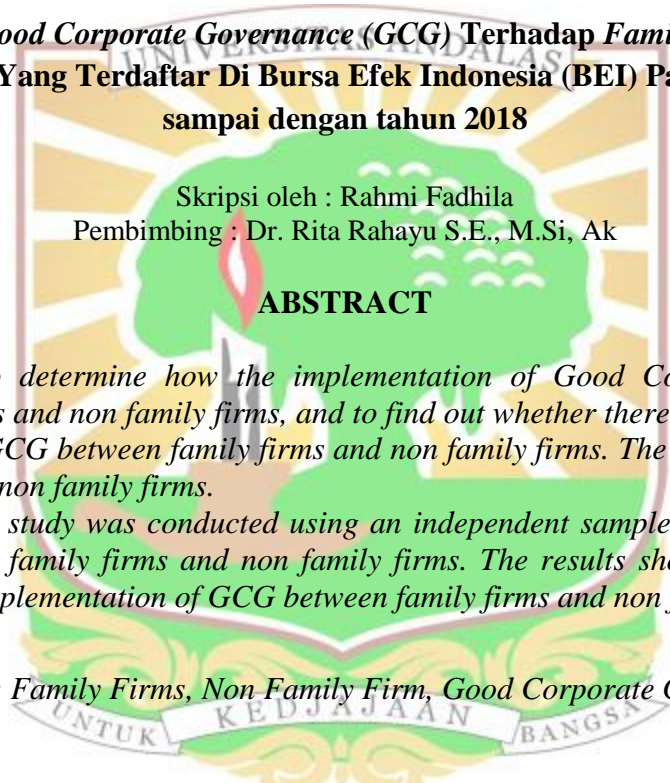 ood Corporate Governance (GCG) Terhadap Fami
UNIVERSITAS ANDALAS
Yang Terdaftar Di Bursa Efek Indonesia (BEI) Pa
sampai dengan tahun 2018
Skripsi oleh : Rahmi Fadhila
Pembimbing : Dr. Rita Rahayu S.E., M.Si, Ak
ABSTRACT
determine how the implementation of Good Co
s and non family firms, and to find out whether there
GCG between family firms and non family firms. The
non family firms.
study was conducted using an independent sample
family firms and non family firms. The results sh
plementation of GCG between family firms and non
: Family Firms, Non Family Firm, Good Corporate
UNTUK KEDJAJAAN BANGSA